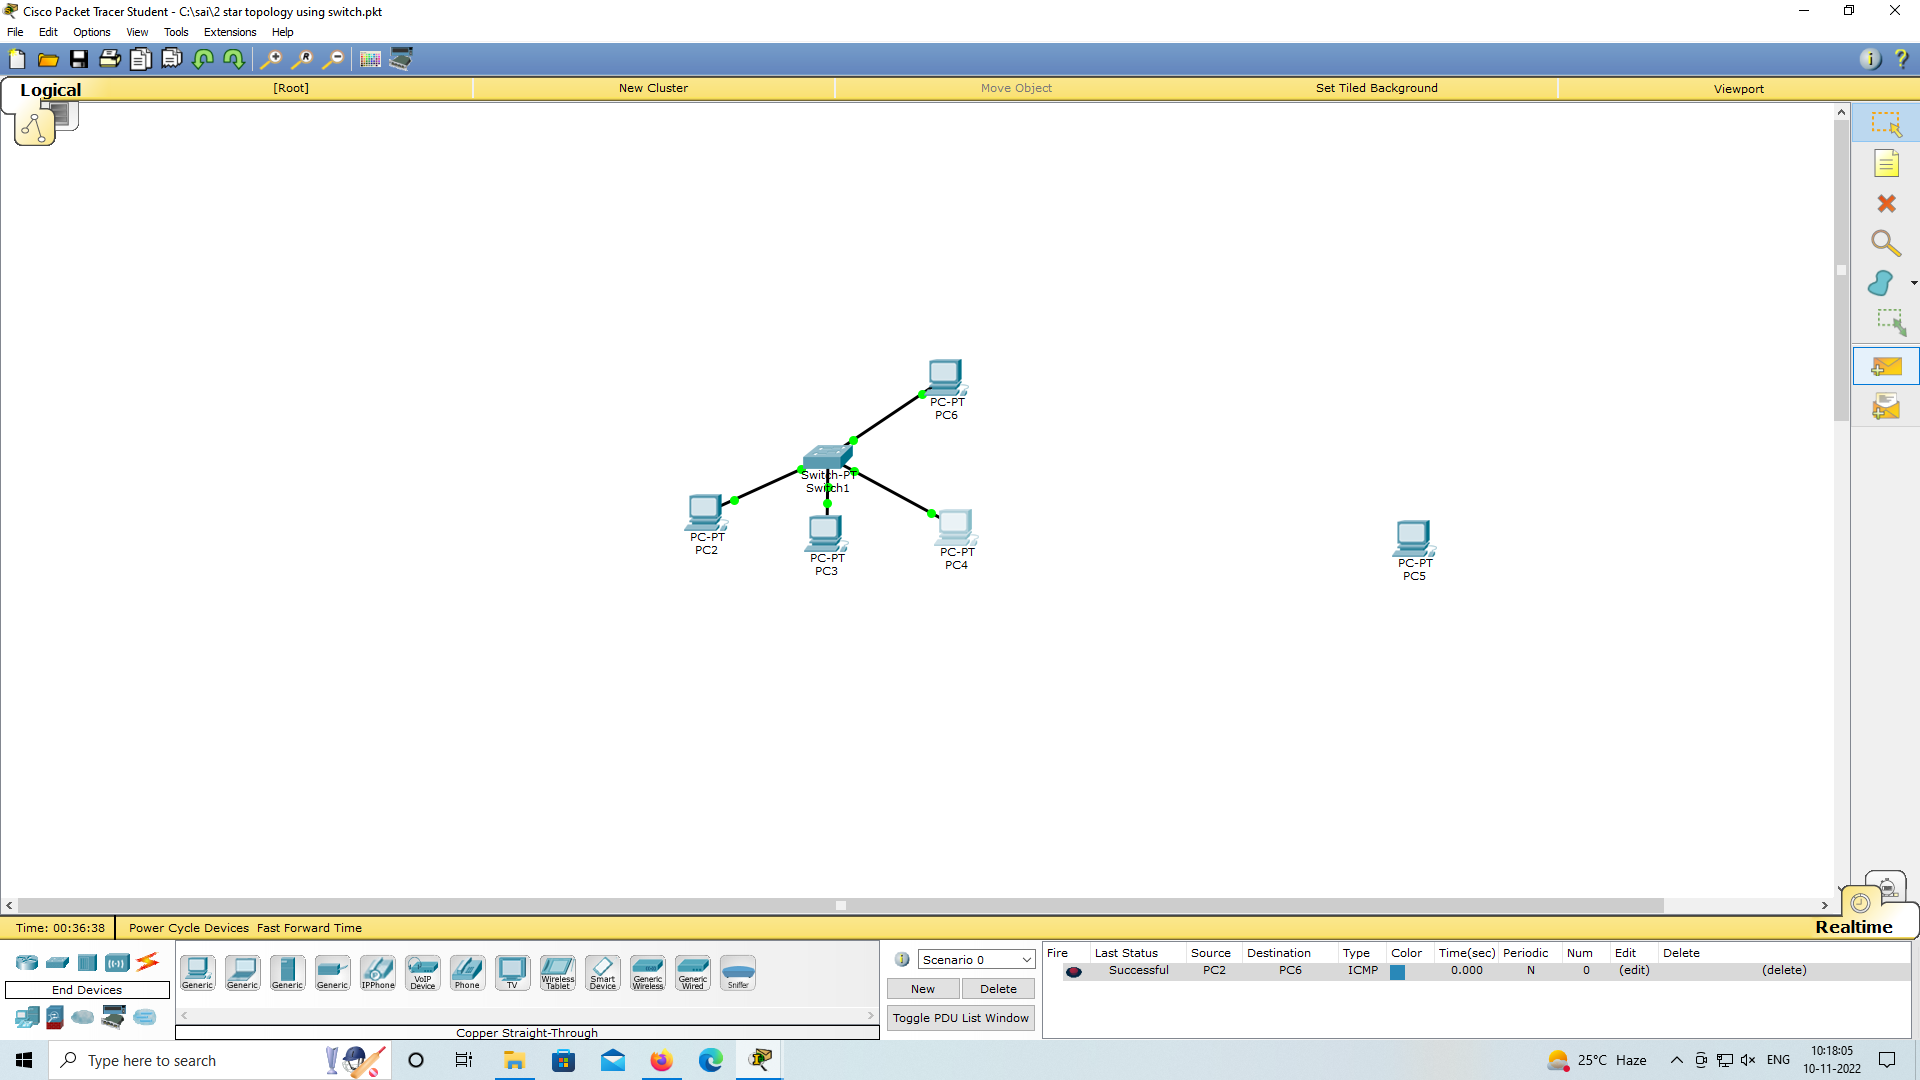 Cisco Packet Tracer Student - C:\sai\2 star topology using switch.pkt
File Edit Options View Tools Extensions Help
Logical [Root] New Cluster Move Object Set Tiled Background Viewport
PC-PT
PC6
Switch-PT
Switch1
PC-PT
PC2
PC-PT
PC3
PC-PT
PC4
PC-PT
PC5
Time: 00:36:38 Power Cycle Devices Fast Forward Time Realtime
End Devices
Generic Generic Generic Generic IPPhone VoIP Device Phone TV Wireless Tablet Smart Device Generic Wireless Generic Wired Sniffer
Copper Straight-Through
Scenario 0
New Delete
Toggle PDU List Window
Fire Last Status Source Destination Type Color Time(sec) Periodic Num Edit Delete
Successful PC2 PC6 ICMP 0.000 N 0 (edit) (delete)
Type here to search
25°C Haze ENG
10:18:05
10-11-2022